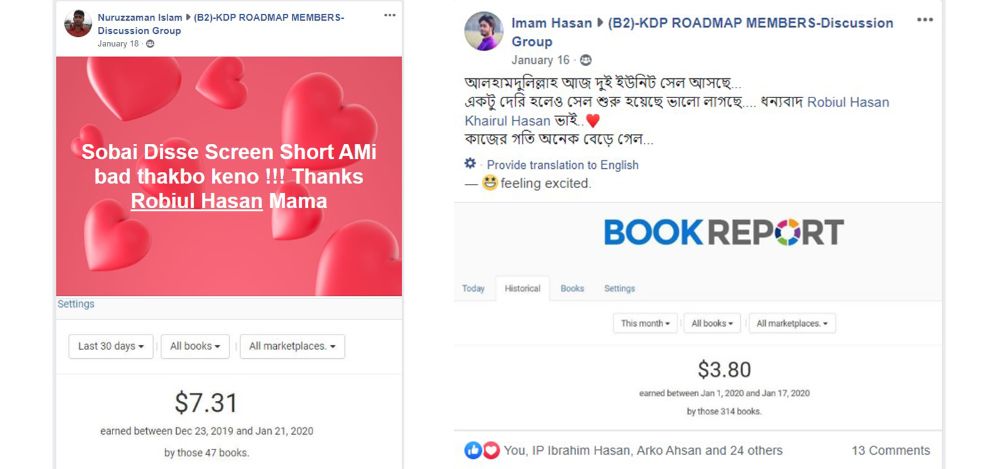 Nuruzzaman Islam ▸ (B2)-KDP ROADMAP MEMBERS-
Discussion Group
January 18 ·
Sobai Disse Screen Short AMi
bad thakbo keno !!! Thanks
Robiul Hasan Mama
Settings
Last 30 days
All books
All marketplaces.
$7.31
earned between Dec 23, 2019 and Jan 21, 2020
by those 47 books.
Imam Hasan ▸ (B2)-KDP ROADMAP MEMBERS-Discussion
Group
January 16 ·
আলহামদুলিল্লাহ আজ দুই ইউনিট সেল আসছে...
একটু দেরি হলেও সেল শুরু হয়েছে ভালো লাগছে.... ধন্যবাদ Robiul Hasan
Khairul Hasan ভাই..❤
কাজের গতি অনেক বেড়ে গেল...
· Provide translation to English
— 😃 feeling excited.
BOOKREPORT
Today Historical Books Settings
This month All books All marketplaces.
$3.80
earned between Jan 1, 2020 and Jan 17, 2020
by those 314 books.
You, IP Ibrahim Hasan, Arko Ahsan and 24 others 13 Comments